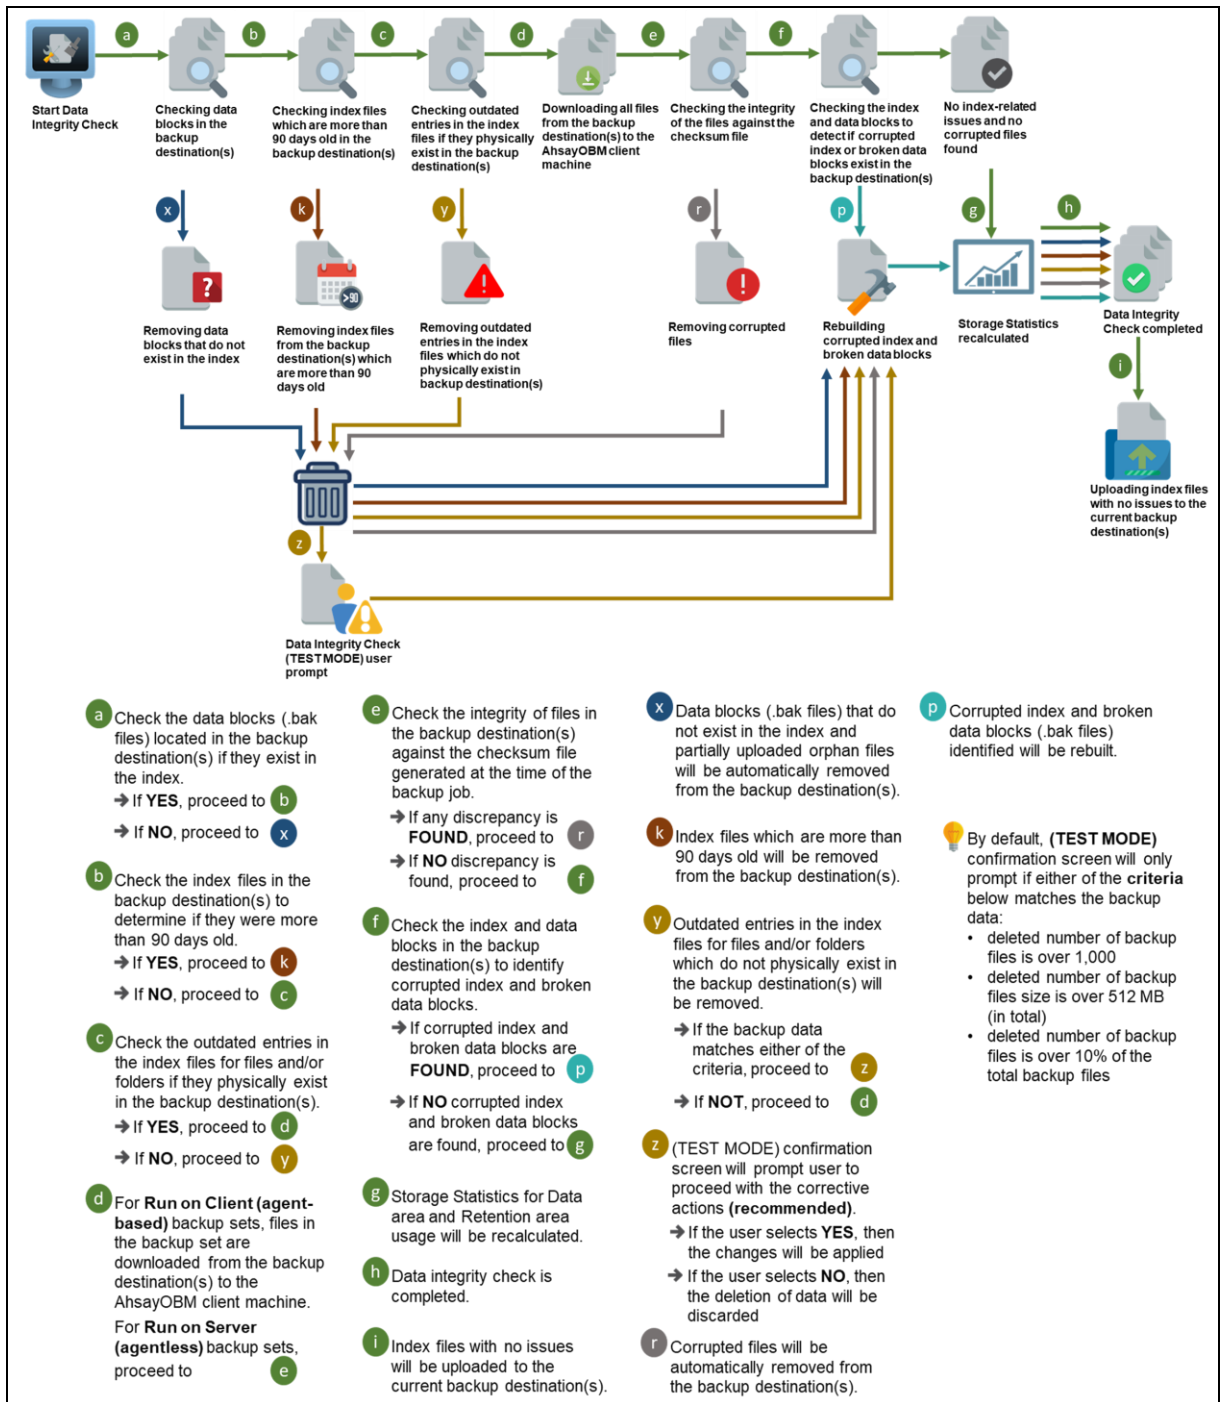 a
b
c
d
e
f
Start Data
Integrity Check
Checking data
blocks in the
backup
destination(s)
Checking index files
which are more than
90 days old in the
backup destination(s)
Checking outdated
entries in the index
files if they physically
exist in the backup
destination(s)
Downloading all files
from the backup
destination(s) to the
AhsayOBM client
machine
Checking the integrity
of the files against the
checksum file
Checking the index
and data blocks to
detect if corrupted
index or broken data
blocks exist in the
backup destination(s)
No index-related
issues and no
corrupted files
found
x
k
y
r
p
g
h
?
>90
!
!
Removing data
blocks that do not
exist in the index
Removing index files
from the backup
destination(s) which
are more than 90
days old
Removing outdated
entries in the index
files which do not
physically exist in
backup destination(s)
Removing corrupted
files
Rebuilding
corrupted index and
broken data blocks
Storage Statistics
recalculated
Data Integrity
Check completed
i
Uploading index files
with no issues to the
current backup
destination(s)
z
!
Data Integrity Check
(TEST MODE) user
prompt
a
Check the data blocks (.bak
files) located in the backup
destination(s) if they exist in
the index.
➔ If YES, proceed to b
➔ If NO, proceed to x
b
Check the index files in the
backup destination(s) to
determine if they were more
than 90 days old.
➔ If YES, proceed to k
➔ If NO, proceed to c
c
Check the outdated entries in
the index files for files and/or
folders if they physically exist
in the backup destination(s).
➔ If YES, proceed to d
➔ If NO, proceed to y
d
For Run on Client (agent-
based) backup sets, files in
the backup set are
downloaded from the backup
destination(s) to the
AhsayOBM client machine.
For Run on Server
(agentless) backup sets,
proceed to e
e
Check the integrity of files in
the backup destination(s)
against the checksum file
generated at the time of the
backup job.
➔ If any discrepancy is
FOUND, proceed to r
➔ If NO discrepancy is
found, proceed to f
f
Check the index and data
blocks in the backup
destination(s) to identify
corrupted index and broken
data blocks.
➔ If corrupted index and
broken data blocks are
FOUND, proceed to p
➔ If NO corrupted index
and broken data blocks
are found, proceed to g
g
Storage Statistics for Data
area and Retention area
usage will be recalculated.
h
Data integrity check is
completed.
i
Index files with no issues
will be uploaded to the
current backup destination(s).
x
Data blocks (.bak files) that do
not exist in the index and
partially uploaded orphan files
will be automatically removed
from the backup destination(s).
k
Index files which are more than
90 days old will be removed
from the backup destination(s).
y
Outdated entries in the index
files for files and/or folders
which do not physically exist in
the backup destination(s) will
be removed.
➔ If the backup data
matches either of the
criteria, proceed to z
➔ If NOT, proceed to d
z
(TEST MODE) confirmation
screen will prompt user to
proceed with the corrective
actions (recommended).
➔ If the user selects YES, then
the changes will be applied
➔ If the user selects NO, then
the deletion of data will be
discarded
r
Corrupted files will be
automatically removed from
the backup destination(s).
p
Corrupted index and broken
data blocks (.bak files)
identified will be rebuilt.
By default, (TEST MODE)
confirmation screen will only
prompt if either of the criteria
below matches the backup
data:
• deleted number of backup
files is over 1,000
• deleted number of backup
files size is over 512 MB
(in total)
• deleted number of backup
files is over 10% of the
total backup files